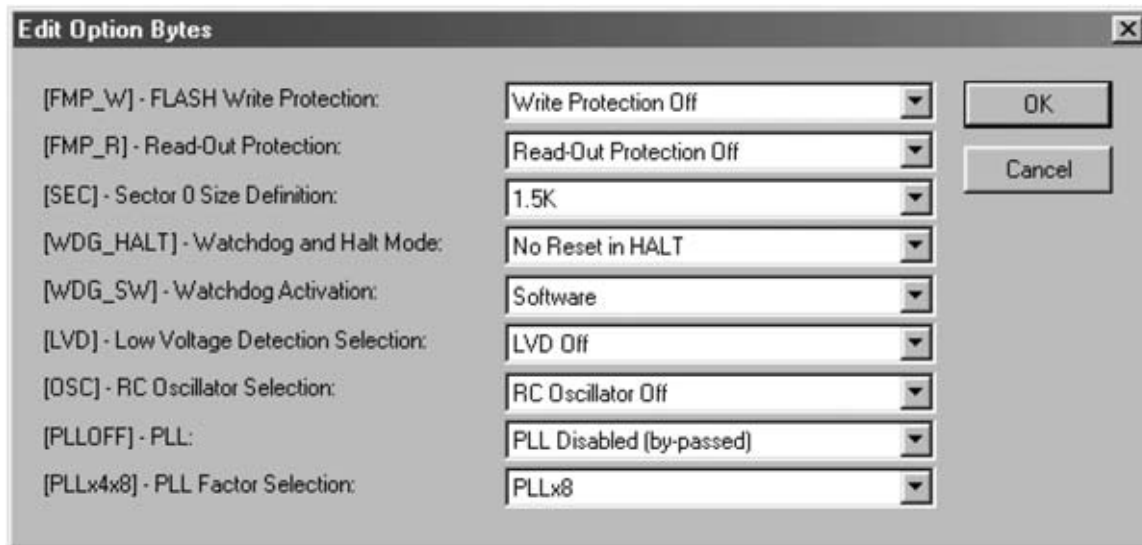 Edit Option Bytes
[FMP_W] - FLASH Write Protection: Write Protection Off OK
[FMP_R] - Read-Out Protection: Read-Out Protection Off
Cancel
[SEC] - Sector 0 Size Definition: 1.5K
[WDG_HALT] - Watchdog and Halt Mode: No Reset in HALT
[WDG_SW] - Watchdog Activation: Software
[LVD] - Low Voltage Detection Selection: LVD Off
[OSC] - RC Oscillator Selection: RC Oscillator Off
[PLLOFF] - PLL: PLL Disabled (by-passed)
[PLLx4x8] - PLL Factor Selection: PLLx8